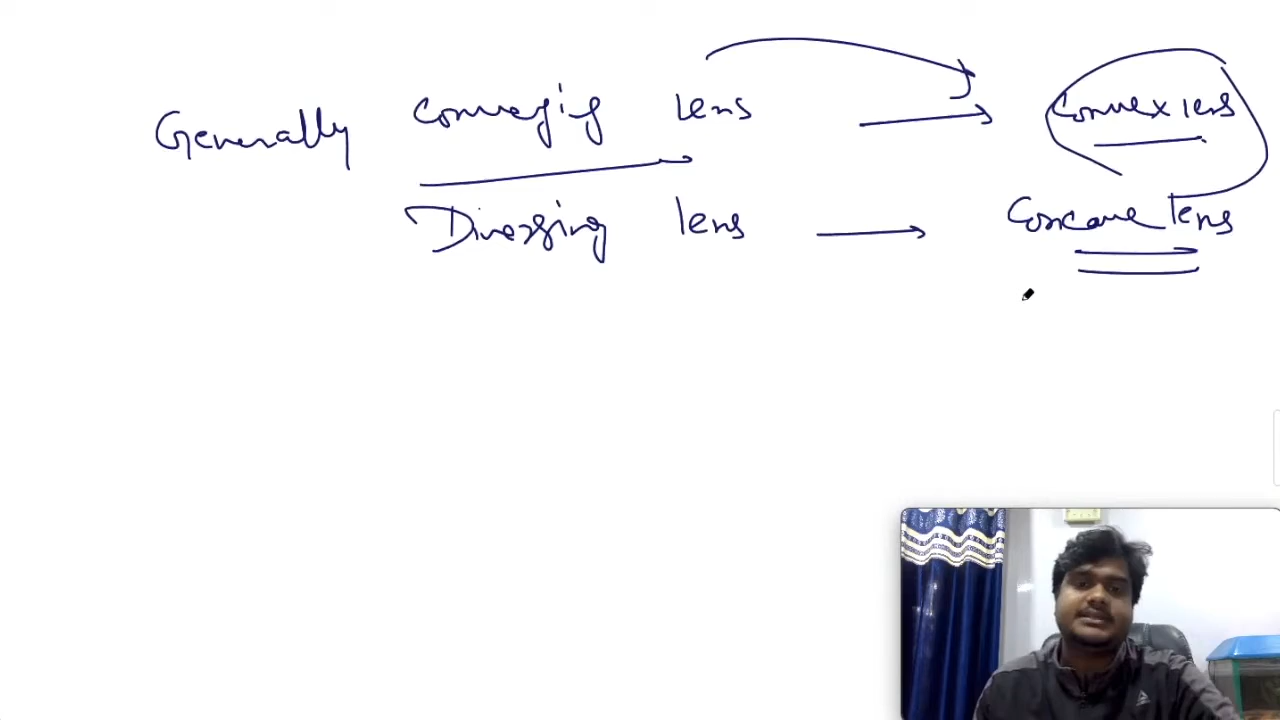 Generally Converging lens → Convex lens
Diverging lens → Concave lens